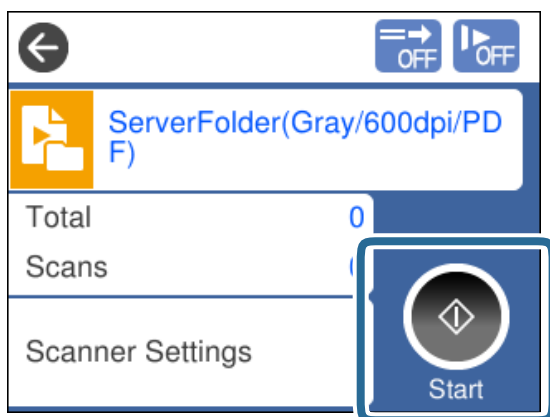 OFF OFF
ServerFolder(Gray/600dpi/PD
F)
Total 0
Scans
Scanner Settings
Start